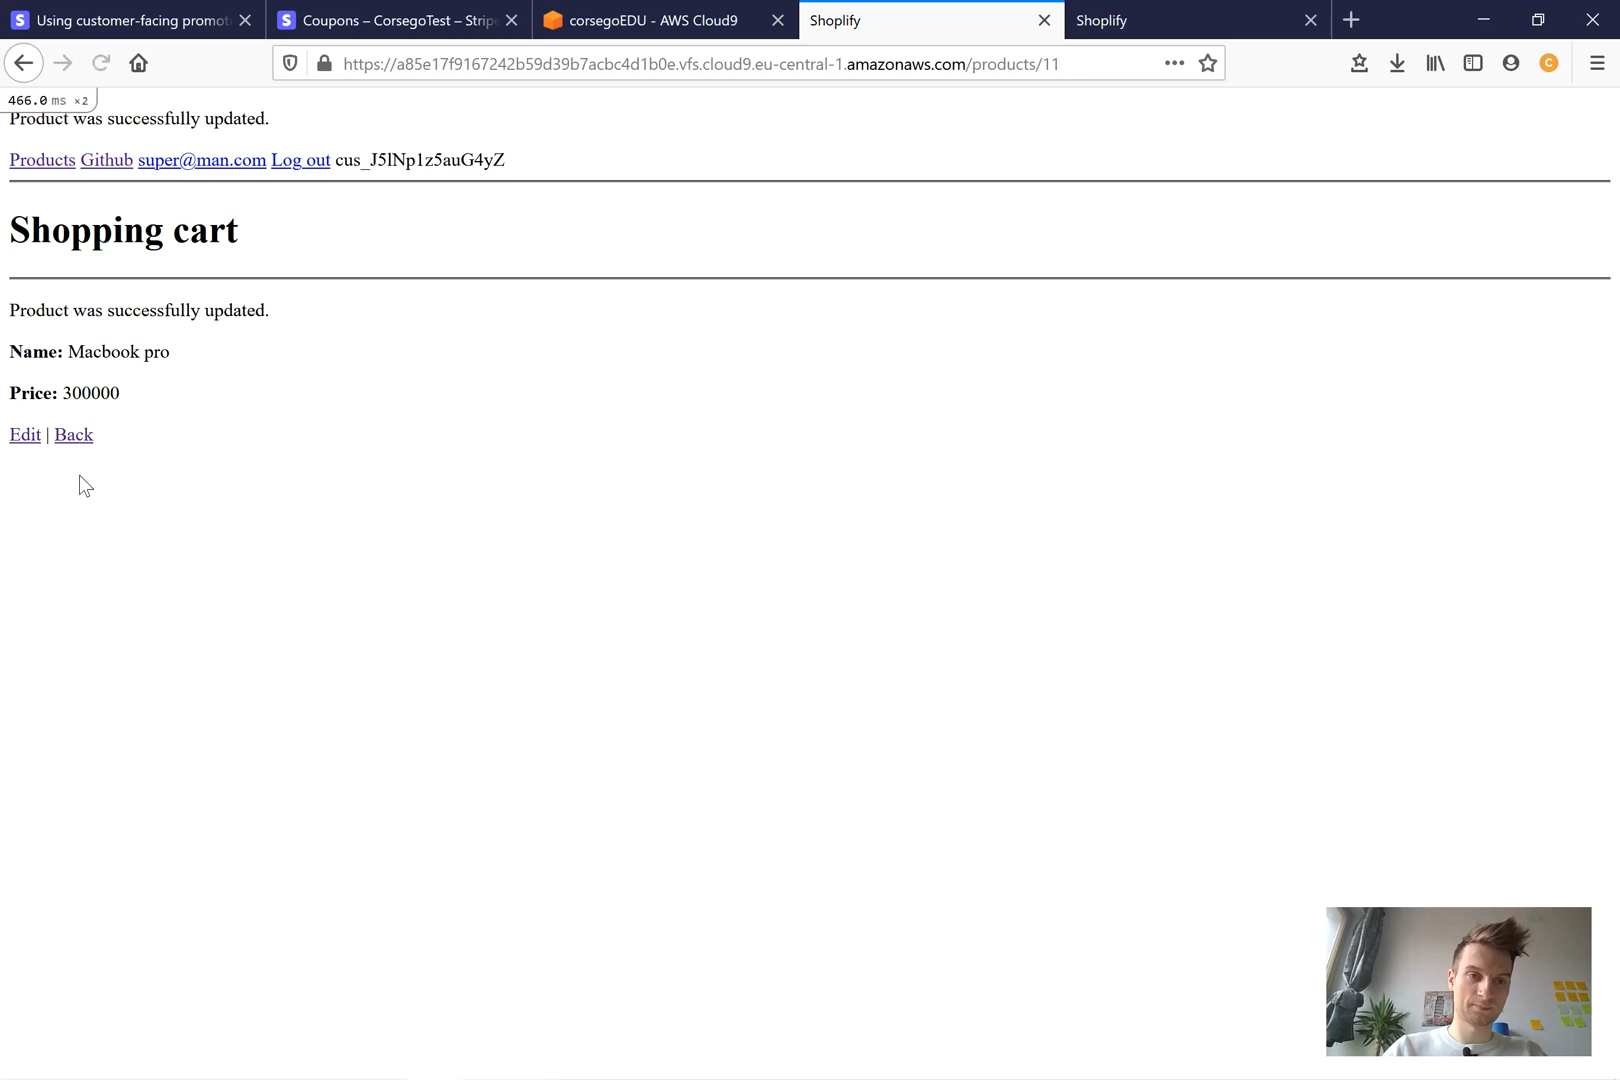 Using customer-facing promoti
Coupons – CorsegoTest – Stripe
corsegoEDU - AWS Cloud9
Shoplify
Shoplify
https://a85e17f9167242b59d39b7acbc4d1b0e.vfs.cloud9.eu-central-1.amazonaws.com/products/11
466.0 ms ×2
Product was successfully updated.
Products Github super@man.com Log out cus_J5lNp1z5auG4yZ
Shopping cart
Product was successfully updated.
Name: Macbook pro
Price: 300000
Edit | Back